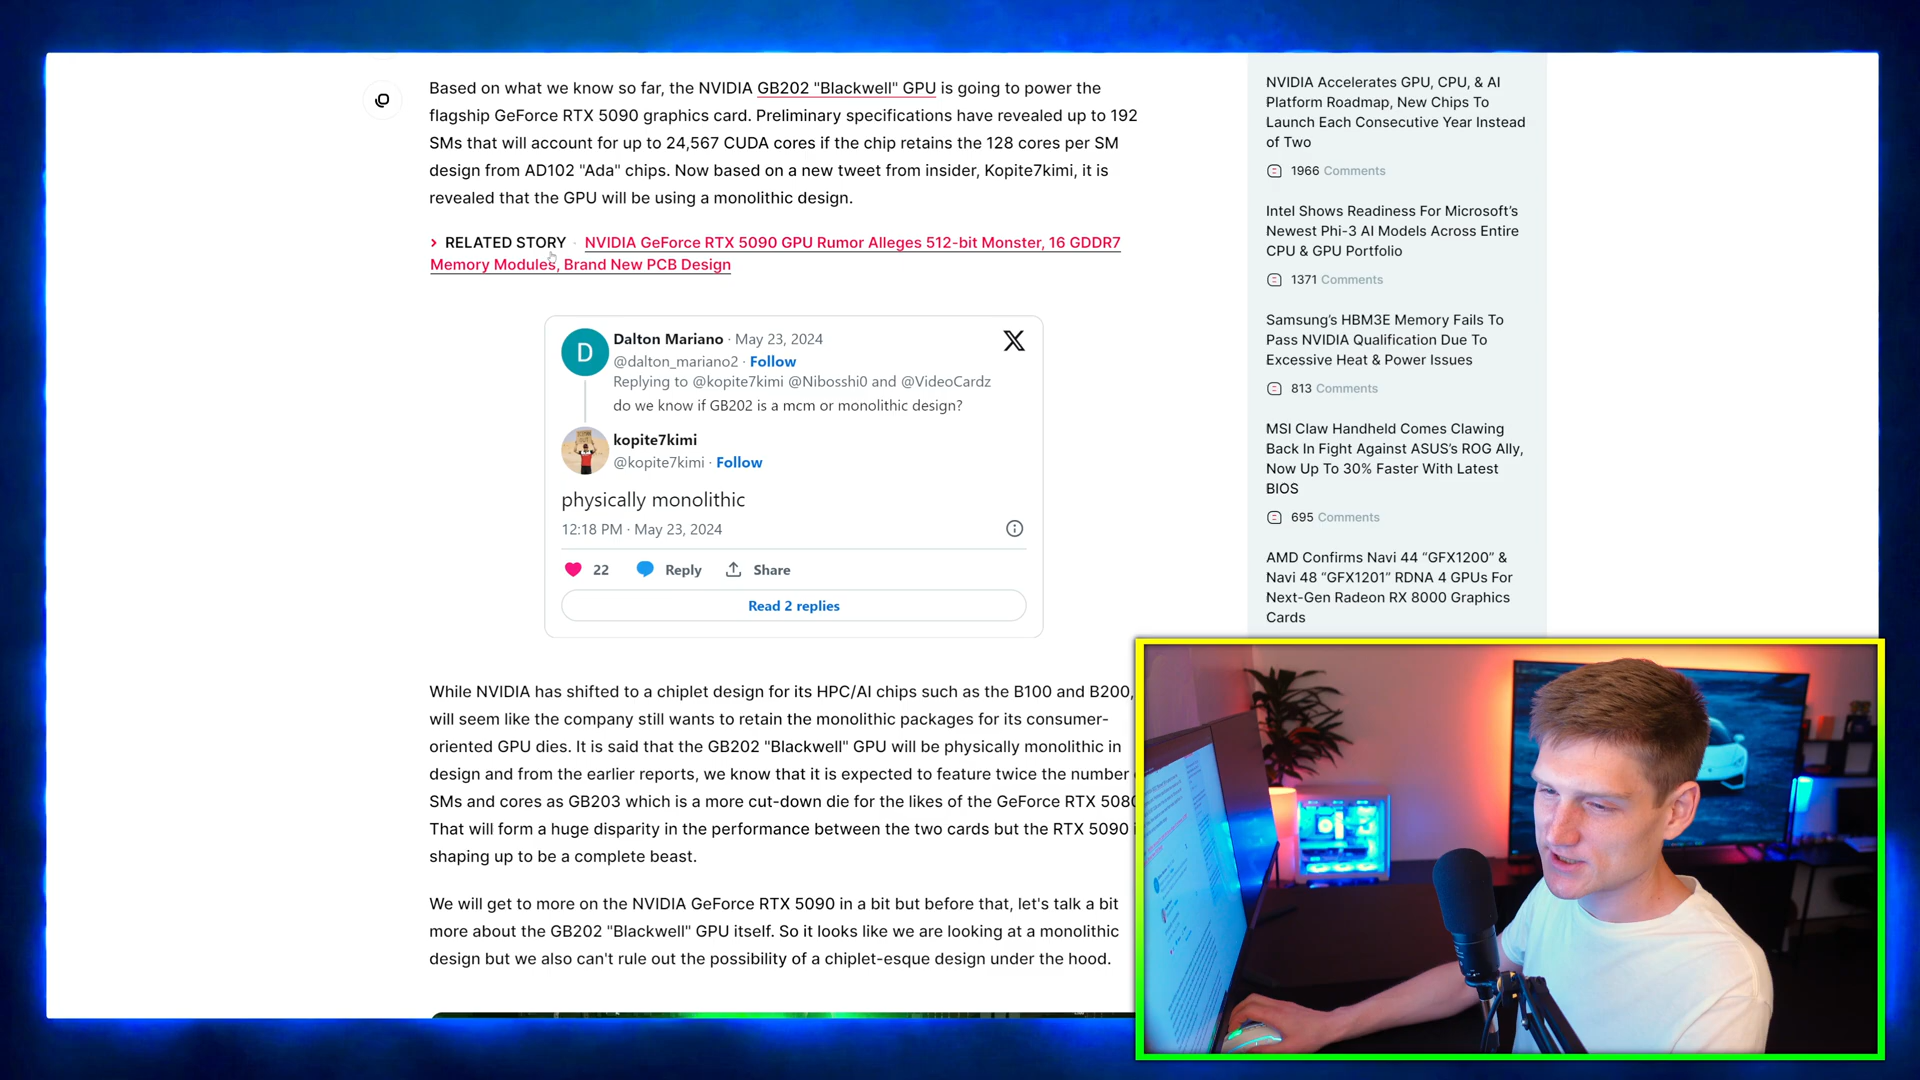 Based on what we know so far, the NVIDIA GB202 "Blackwell" GPU is going to power the
flagship GeForce RTX 5090 graphics card. Preliminary specifications have revealed up to 192
SMs that will account for up to 24,567 CUDA cores if the chip retains the 128 cores per SM
design from AD102 "Ada" chips. Now based on a new tweet from insider, Kopite7kimi, it is
revealed that the GPU will be using a monolithic design.
RELATED STORY · NVIDIA GeForce RTX 5090 GPU Rumor Alleges 512-bit Monster, 16 GDDR7
Memory Modules, Brand New PCB Design
D
Dalton Mariano · May 23, 2024
@dalton_mariano2 · Follow
Replying to @kopite7kimi @Nibosshi0 and @VideoCardz
do we know if GB202 is a mcm or monolithic design?
kopite7kimi
@kopite7kimi · Follow
physically monolithic
12:18 PM · May 23, 2024
22 Reply Share
Read 2 replies
While NVIDIA has shifted to a chiplet design for its HPC/AI chips such as the B100 and B200,
will seem like the company still wants to retain the monolithic packages for its consumer-
oriented GPU dies. It is said that the GB202 "Blackwell" GPU will be physically monolithic in
design and from the earlier reports, we know that it is expected to feature twice the number
SMs and cores as GB203 which is a more cut-down die for the likes of the GeForce RTX 5080
That will form a huge disparity in the performance between the two cards but the RTX 5090
shaping up to be a complete beast.
We will get to more on the NVIDIA GeForce RTX 5090 in a bit but before that, let's talk a bit
more about the GB202 "Blackwell" GPU itself. So it looks like we are looking at a monolithic
design but we also can't rule out the possibility of a chiplet-esque design under the hood.
NVIDIA Accelerates GPU, CPU, & AI
Platform Roadmap, New Chips To
Launch Each Consecutive Year Instead
of Two
1966 Comments
Intel Shows Readiness For Microsoft's
Newest Phi-3 AI Models Across Entire
CPU & GPU Portfolio
1371 Comments
Samsung's HBM3E Memory Fails To
Pass NVIDIA Qualification Due To
Excessive Heat & Power Issues
813 Comments
MSI Claw Handheld Comes Clawing
Back In Fight Against ASUS's ROG Ally,
Now Up To 30% Faster With Latest
BIOS
695 Comments
AMD Confirms Navi 44 "GFX1200" &
Navi 48 "GFX1201" RDNA 4 GPUs For
Next-Gen Radeon RX 8000 Graphics
Cards